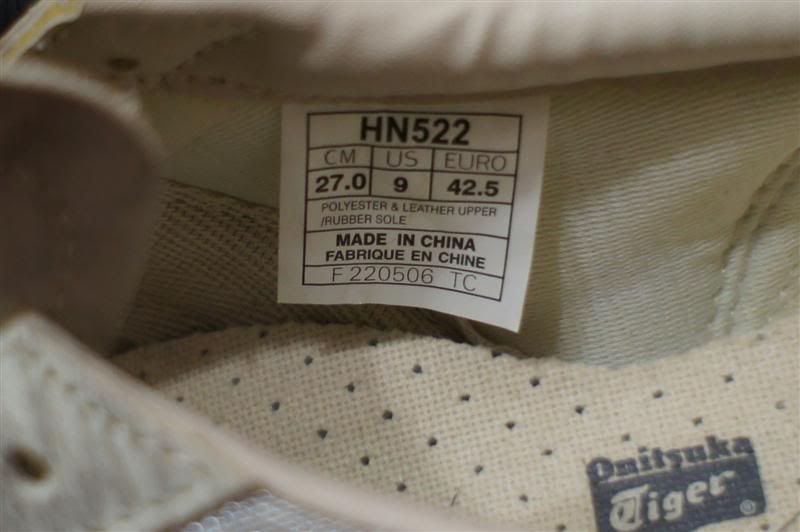 HN522
CM US EURO
27.0 9 42.5
POLYESTER & LEATHER UPPER
/RUBBER SOLE
MADE IN CHINA
FABRIQUE EN CHINE
F 220506 TC
Onitsuka
Tiger ®